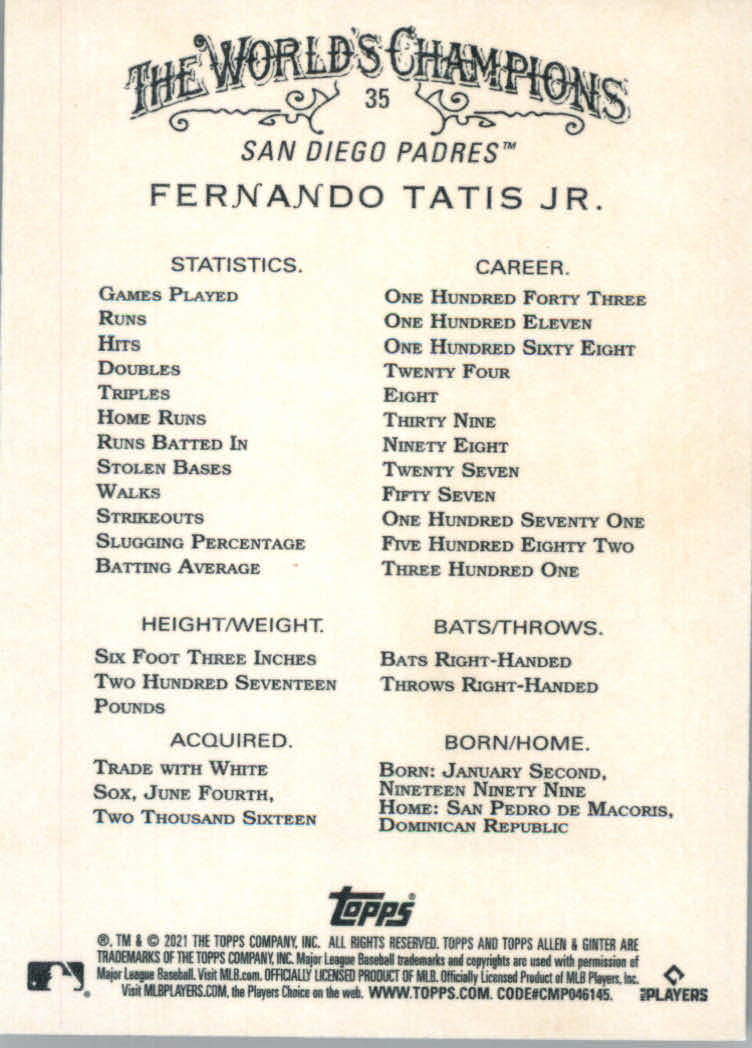 THE WORLD'S CHAMPIONS
35
SAN DIEGO PADRES™
FERNANDO TATIS JR.
STATISTICS.
GAMES PLAYED
RUNS
HITS
DOUBLES
TRIPLES
HOME RUNS
RUNS BATTED IN
STOLEN BASES
WALKS
STRIKEOUTS
SLUGGING PERCENTAGE
BATTING AVERAGE
CAREER.
ONE HUNDRED FORTY THREE
ONE HUNDRED ELEVEN
ONE HUNDRED SIXTY EIGHT
TWENTY FOUR
EIGHT
THIRTY NINE
NINETY EIGHT
TWENTY SEVEN
FIFTY SEVEN
ONE HUNDRED SEVENTY ONE
FIVE HUNDRED EIGHTY TWO
THREE HUNDRED ONE
HEIGHT/WEIGHT.
SIX FOOT THREE INCHES
TWO HUNDRED SEVENTEEN
POUNDS
BATS/THROWS.
BATS RIGHT-HANDED
THROWS RIGHT-HANDED
ACQUIRED.
TRADE WITH WHITE
SOX, JUNE FOURTH,
TWO THOUSAND SIXTEEN
BORN/HOME.
BORN: JANUARY SECOND,
NINETEEN NINETY NINE
HOME: SAN PEDRO DE MACORIS,
DOMINICAN REPUBLIC
Topps®
®, TM & © 2021 THE TOPPS COMPANY, INC. ALL RIGHTS RESERVED. TOPPS AND TOPPS ALLEN & GINTER ARE
TRADEMARKS OF THE TOPPS COMPANY, INC. Major League Baseball trademarks and copyrights are used with permission of
Major League Baseball. Visit MLB.com. OFFICIALLY LICENSED PRODUCT OF MLB. Officially Licensed Product of MLB Players, Inc.
Visit MLBPLAYERS.COM, the Players Choice on the web. WWW.TOPPS.COM. CODE#CMP046145.
MLB PLAYERS